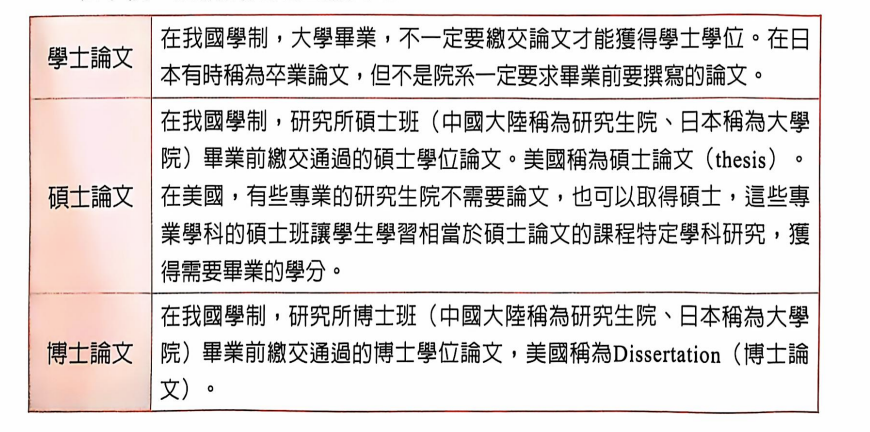 學士論文
在我國學制，大學畢業，不一定要繳交論文才能獲得學士學位。在日
本有時稱為卒業論文，但不是院系一定要求畢業前要撰寫的論文。
碩士論文
在我國學制，研究所碩士班（中國大陸稱為研究生院、日本稱為大學
院）畢業前繳交通過的碩士學位論文。美國稱為碩士論文（thesis）。
在美國，有些專業的研究生院不需要論文，也可以取得碩士，這些專
業學科的碩士班讓學生學習相當於碩士論文的課程特定學科研究，獲
得需要畢業的學分。
博士論文
在我國學制，研究所博士班（中國大陸稱為研究生院、日本稱為大學
院）畢業前繳交通過的博士學位論文，美國稱為Dissertation（博士論
文）。